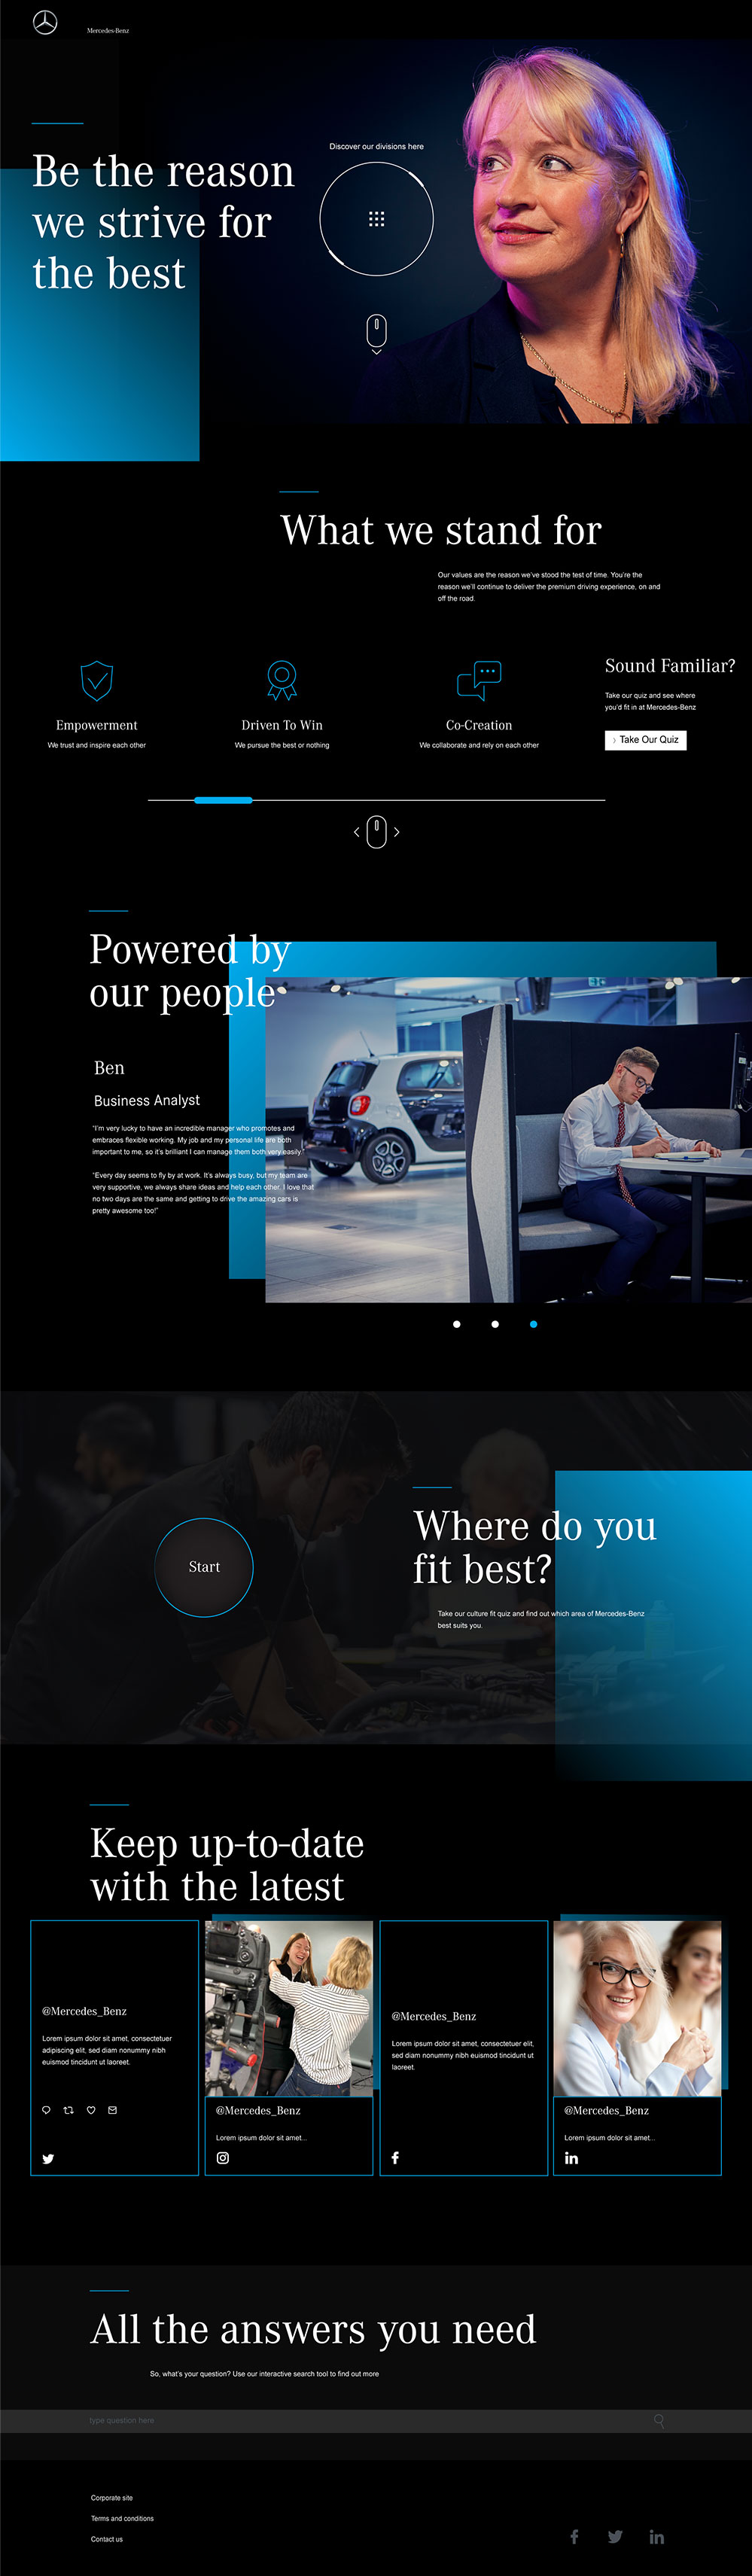 Mercedes-Benz
Discover our divisions here
Be the reason
we strive for
the best
What we stand for
Our values are the reason we've stood the test of time. You're the
reason we'll continue to deliver the premium driving experience, on and
off the road.
Empowerment
We trust and inspire each other
Driven To Win
We pursue the best or nothing
Co-Creation
We collaborate and rely on each other
Sound Familiar?
Take our quiz and see where
you'd fit in at Mercedes-Benz
Take Our Quiz
Powered by
our people
Ben
Business Analyst
"I'm very lucky to have an incredible manager who promotes and
embraces flexible working. My job and my personal life are both
important to me, so it's brilliant I can manage them both very easily."
"Every day seems to fly by at work. It's always busy, but my team are
very supportive, we always share ideas and help each other. I love that
no two days are the same and getting to drive the amazing cars is
pretty awesome too!"
Start
Where do you
fit best?
Take our culture fit quiz and find out which area of Mercedes-Benz
best suits you.
Keep up-to-date
with the latest
@Mercedes_Benz
Lorem ipsum dolor sit amet, consectetuer
adipiscing elit, sed diam nonummy nibh
euismod tincidunt ut laoreet.
@Mercedes_Benz
Lorem ipsum dolor sit amet...
@Mercedes_Benz
Lorem ipsum dolor sit amet, consectetuer elit,
sed diam nonummy nibh euismod tincidunt ut
laoreet.
@Mercedes_Benz
Lorem ipsum dolor sit amet...
All the answers you need
So, what's your question? Use our interactive search tool to find out more
type question here
Corporate site
Terms and conditions
Contact us